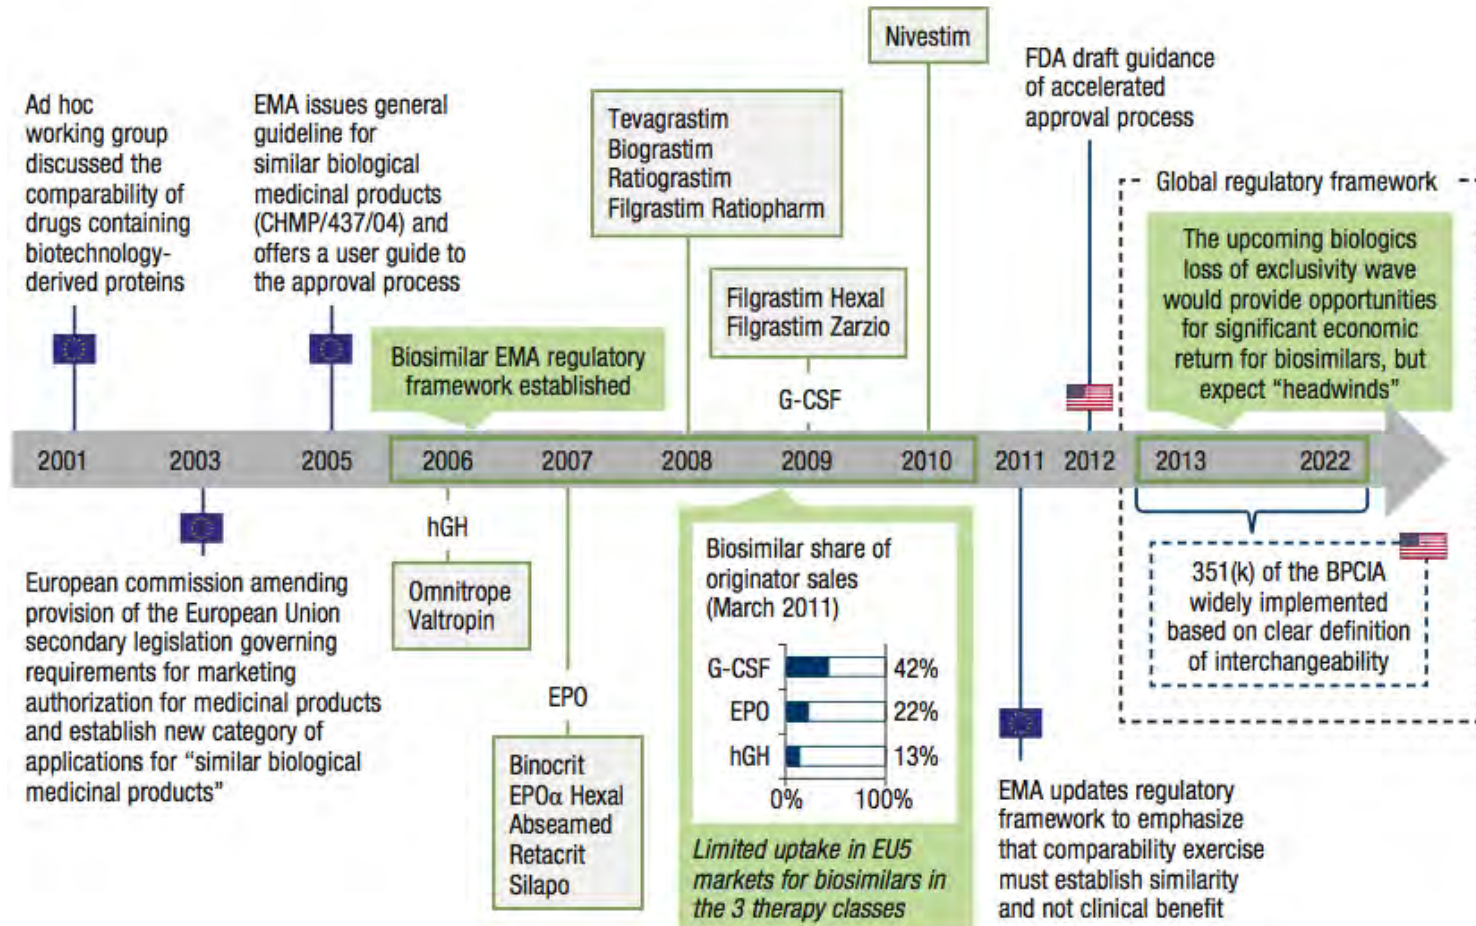 Nivestim
FDA draft guidance
of accelerated
approval process
Ad hoc
working group
discussed the
comparability of
drugs containing
biotechnology-
derived proteins
EMA issues general
guideline for
similar biological
medicinal products
(CHMP/437/04) and
offers a user guide to
the approval process
Tevagrastim
Biograstim
Ratiograstim
Filgrastim Ratiopharm
Global regulatory framework
The upcoming biologics
loss of exclusivity wave
would provide opportunities
for significant economic
return for biosimilars, but
expect “headwinds”
Filgrastim Hexal
Filgrastim Zarzio
Biosimilar EMA regulatory
framework established
G-CSF
2001 2003 2005 2006 2007 2008 2009 2010 2011 2012 2013 2022
hGH
Omnitrope
Valtropin
European commission amending
provision of the European Union
secondary legislation governing
requirements for marketing
authorization for medicinal products
and establish new category of
applications for “similar biological
medicinal products”
EPO
Binocrit
EPOα Hexal
Abseamed
Retacrit
Silapo
Biosimilar share of
originator sales
(March 2011)
G-CSF 42%
EPO 22%
hGH 13%
0% 100%
Limited uptake in EU5
markets for biosimilars in
the 3 therapy classes
351(k) of the BPCIA
widely implemented
based on clear definition
of interchangeability
EMA updates regulatory
framework to emphasize
that comparability exercise
must establish similarity
and not clinical benefit